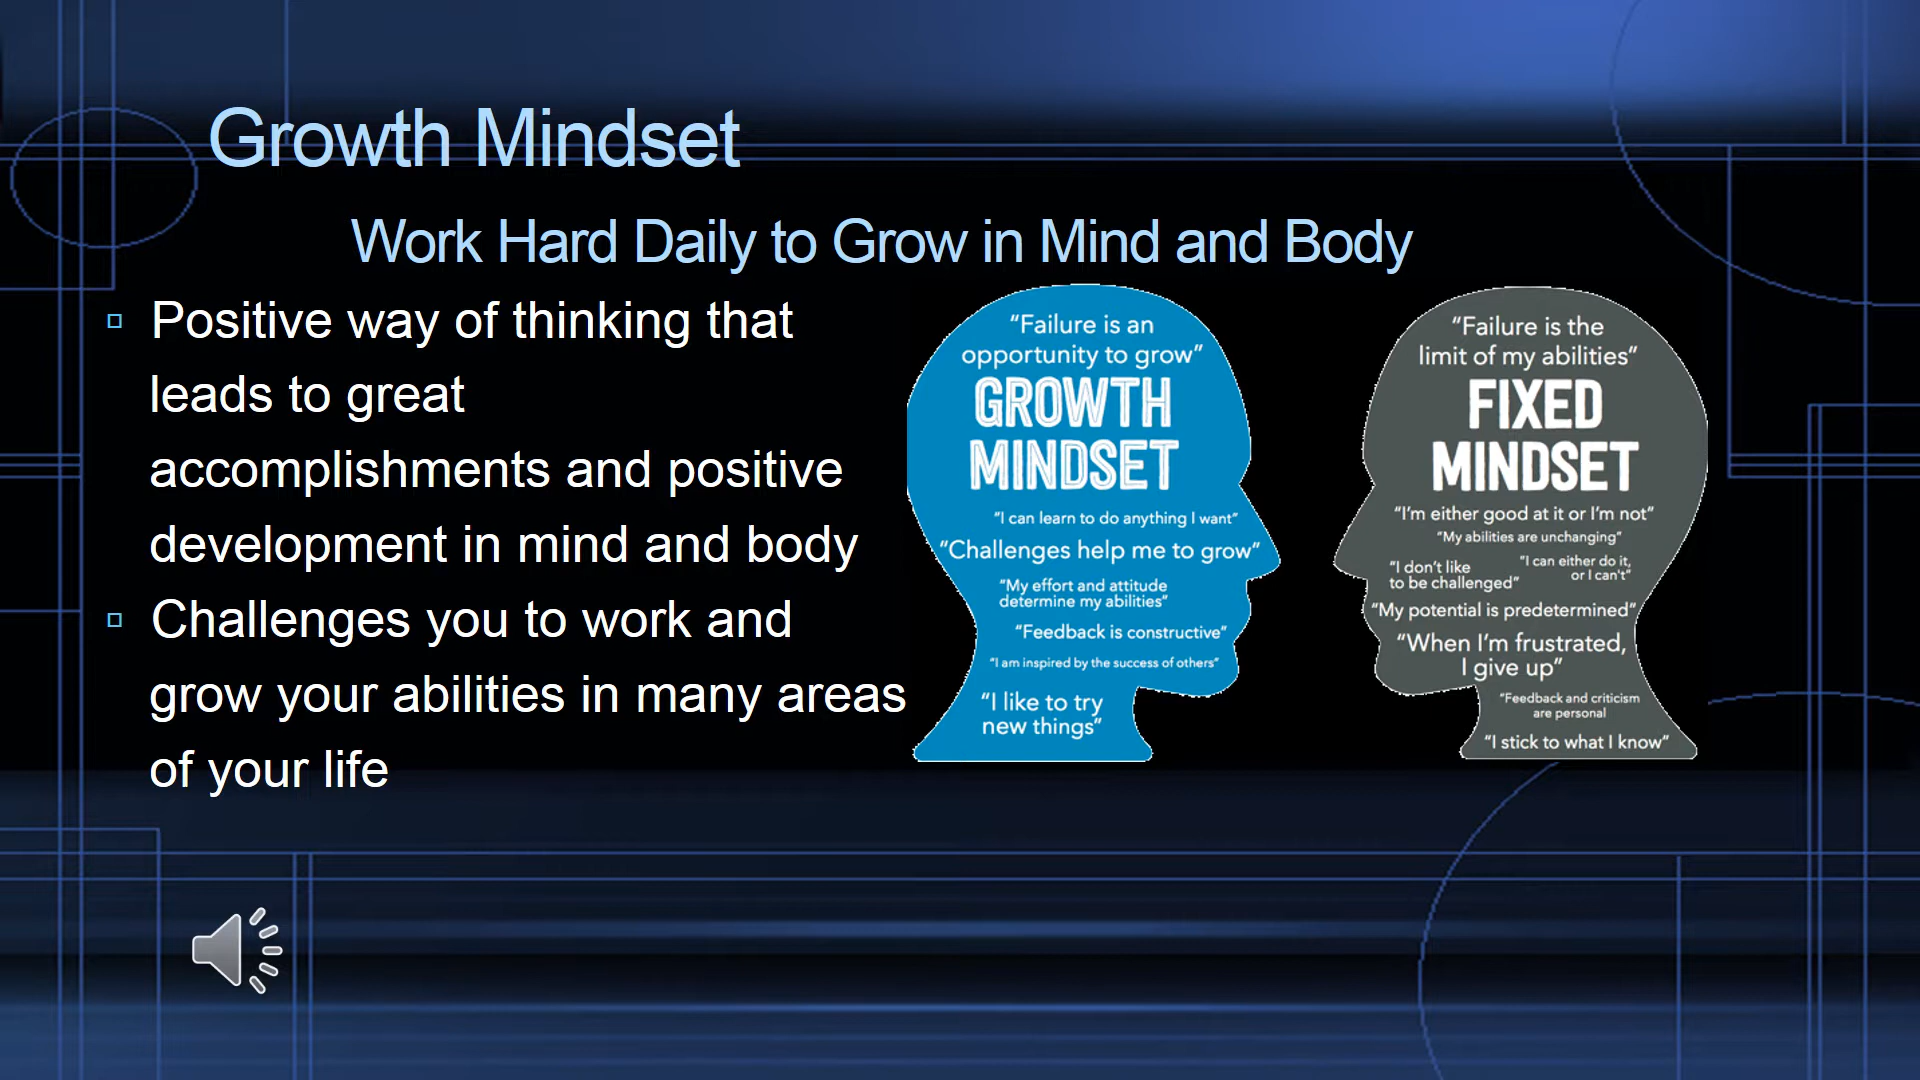 Growth Mindset
Work Hard Daily to Grow in Mind and Body
Positive way of thinking that
leads to great
accomplishments and positive
development in mind and body
Challenges you to work and
grow your abilities in many areas
of your life
“Failure is an
opportunity to grow”
GROWTH
MINDSET
“I can learn to do anything I want”
“Challenges help me to grow”
“My effort and attitude
determine my abilities”
“Feedback is constructive”
“I am inspired by the success of others”
“I like to try
new things”
“Failure is the
limit of my abilities”
FIXED
MINDSET
“I’m either good at it or I’m not”
“My abilities are unchanging”
“I don’t like
to be challenged”
“I can either do it,
or I can’t”
“My potential is predetermined”
“When I’m frustrated,
I give up”
“Feedback and criticism
are personal
“I stick to what I know”